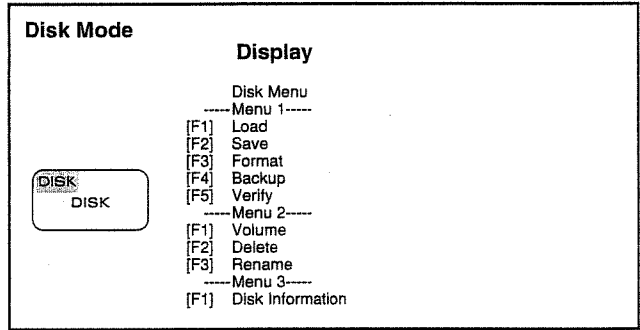 Disk Mode
Display
Disk Menu
-----Menu 1-----
[F1] Load
[F2] Save
[F3] Format
[F4] Backup
[F5] Verify
DISK
DISK
-----Menu 2-----
[F1] Volume
[F2] Delete
[F3] Rename
-----Menu 3-----
[F1] Disk Information